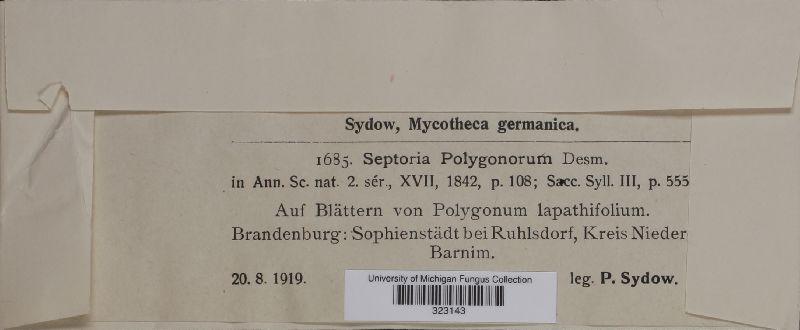 Sydow, Mycotheca germanica.
1685. Septoria Polygonorum Desm.
in Ann. Sc. nat. 2. sér., XVII, 1842, p. 108; Sacc. Syll. III, p. 555
Auf Blättern von Polygonum lapathifolium.
Brandenburg: Sophienstädt bei Ruhlsdorf, Kreis Nieder
Barnim.
20. 8. 1919. leg. P. Sydow.
University of Michigan Fungus Collection
323143